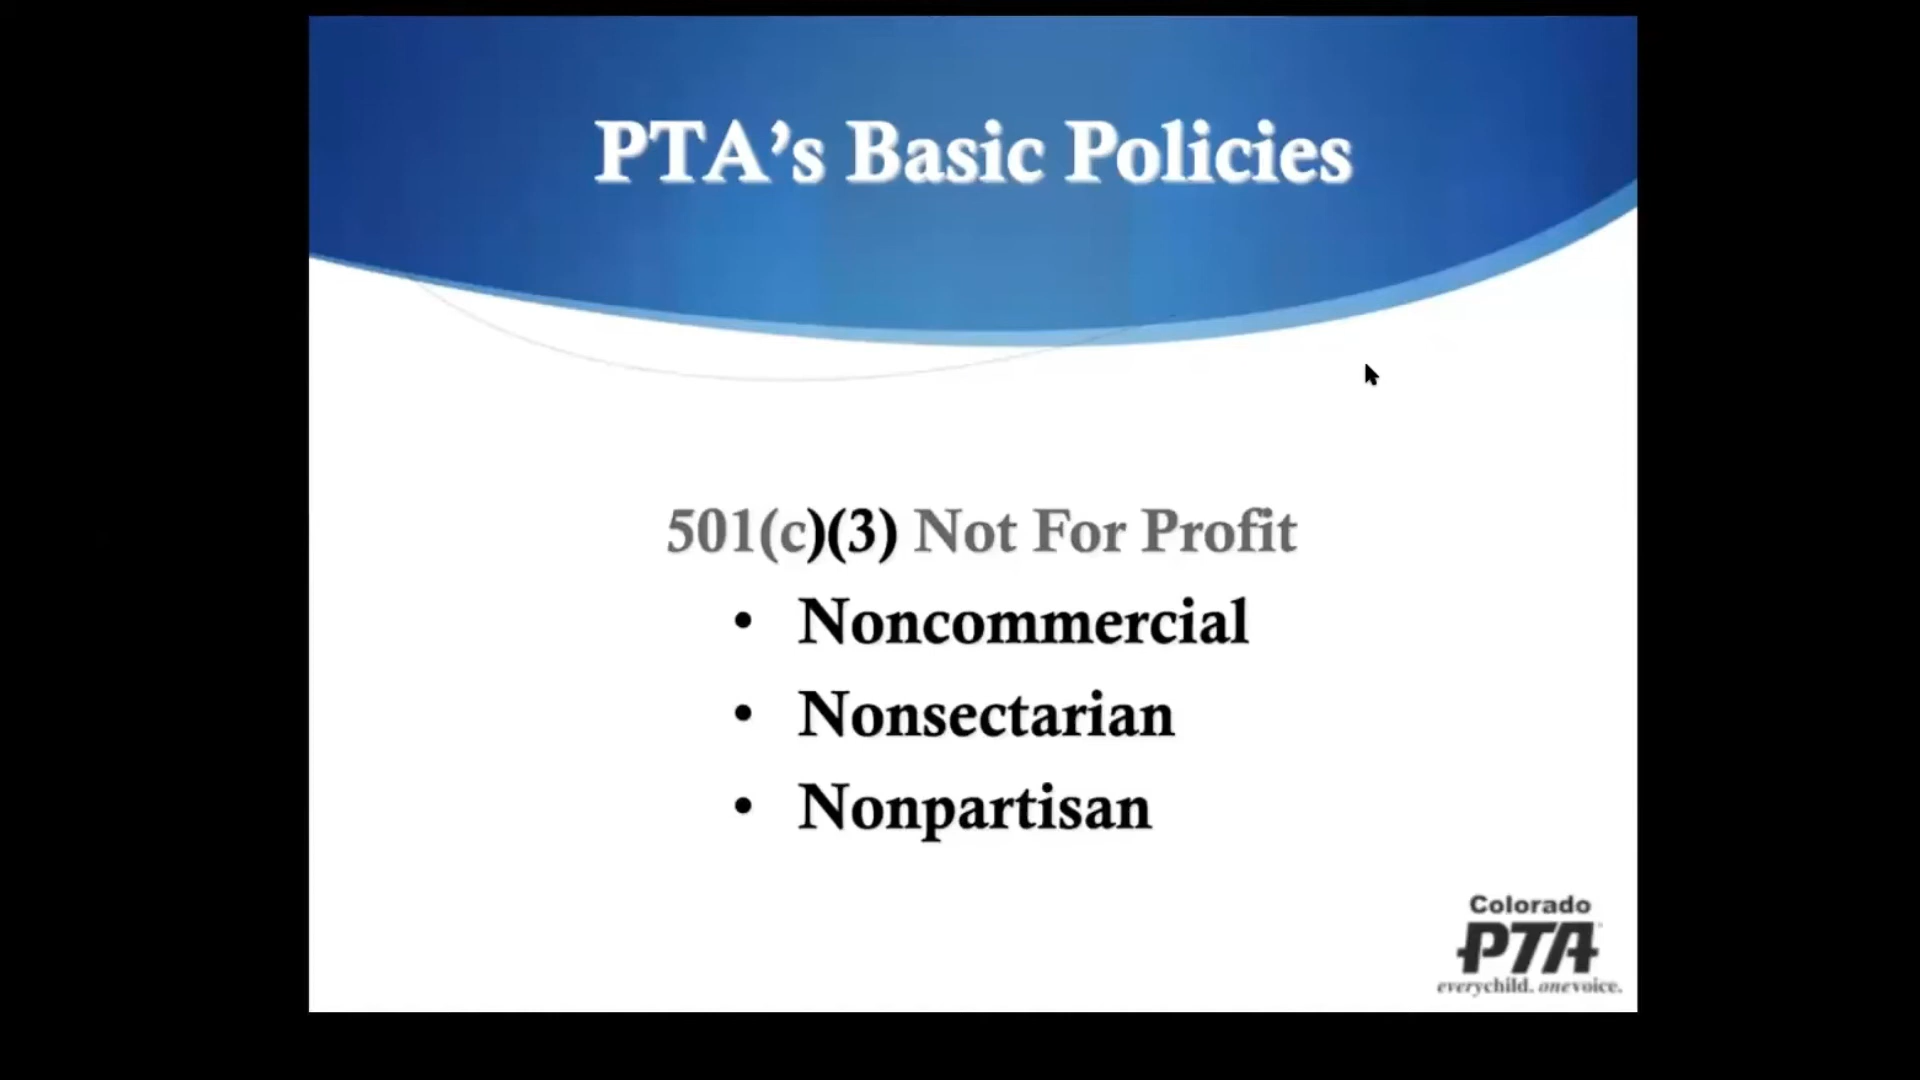 PTA's Basic Policies
501(c)(3) Not For Profit
• Noncommercial
• Nonsectarian
• Nonpartisan
Colorado
PTA
everychild. onevoice.